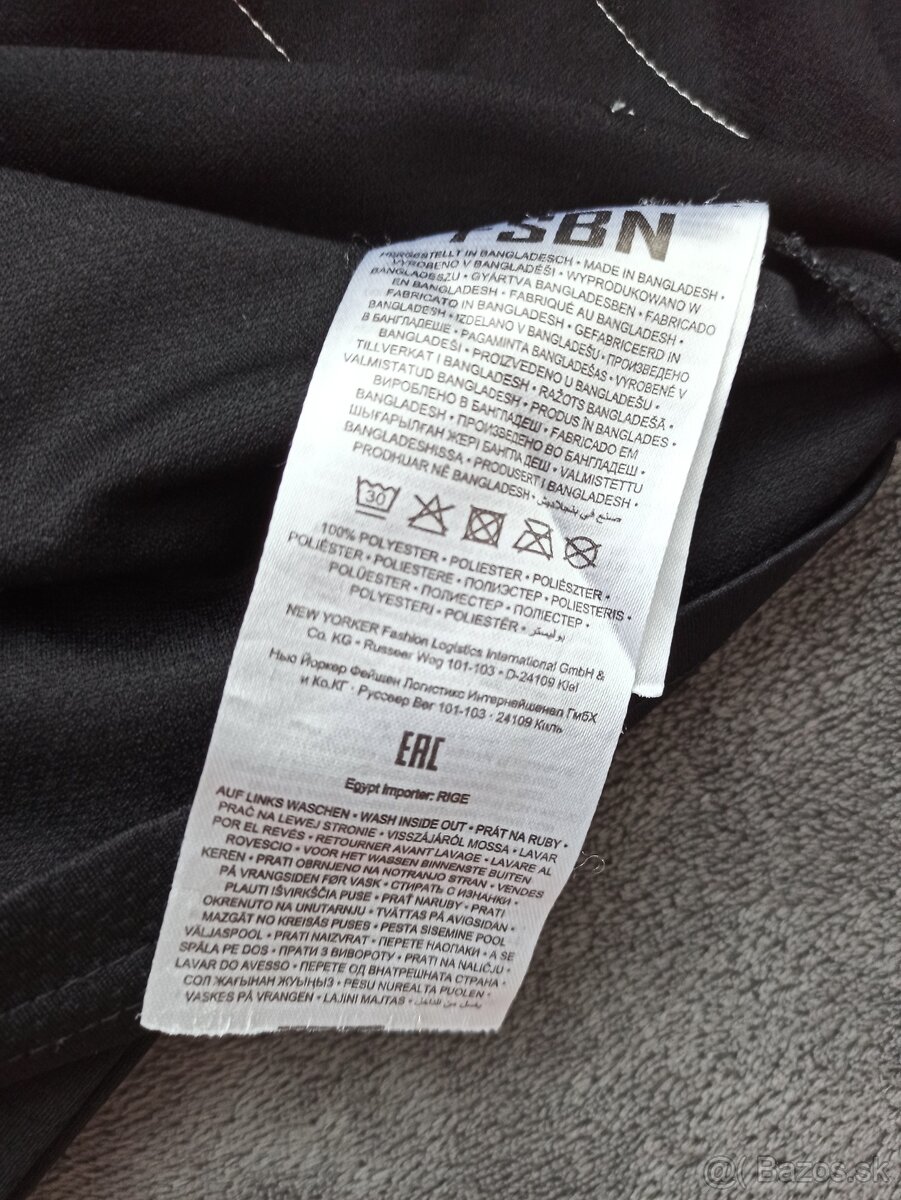 FSBN
HERGESTELLT IN BANGLADESCH • MADE IN BANGLADESH •
VYROBENO V BANGLADÉŠI • WYPRODUKOWANO W
BANGLADESZU • GYÁRTVA BANGLADESBEN • FABRICADO
EN BANGLADESH • FABRIQUÉ AU BANGLADESH •
FABRICATO IN BANGLADESH • GEFABRICEERD IN
BANGLADESH • IZDELANO V BANGLADEŠU • ПРОИЗВЕДЕНО
В БАНГЛАДЕШЕ • PAGAMINTA BANGLADEŠAS • VYROBENÉ V
BANGLADÉŠI • PROIZVEDENO U BANGLADEŠU •
TILLVERKAT I BANGLADESH • RAŽOTS BANGLADEŠĀ •
VALMISTATUD BANGLADESH • PRODUS ÎN BANGLADES •
ВИРОБЛЕНО В БАНГЛАДЕШ • FABRICADO EM
BANGLADESH • ПРОИЗВЕДЕНО ВО БАНГЛАДЕШ •
ШЫҒАРЫЛҒАН ЖЕРІ БАНГЛАДЕШ • VALMISTETTU
BANGLADESHISSA • PRODUSERT I BANGLADESH •
PRODHUAR NË BANGLADESH • صنع في بنجلاديش
30
100% POLYESTER • POLIESTER • POLIÉSZTER •
POLIÉSTER • POLIESTERE • ПОЛИЭСТЕР • POLIESTERIS •
POLÜESTER • ПОЛИЕСТЕР • ПОЛІЕСТЕР •
POLYESTERI • POLIESTËR • بوليستر
NEW YORKER Fashion Logistics International GmbH &
Co. KG • Russeer Weg 101-103 • D-24109 Kiel
Нью Йоркер Фейшен Логистикс Интернейшенал ГмбХ
и Ко.КГ • Руссеер Вег 101-103 • 24109 Киль
EAC
Egypt Importer: RIGE
AUF LINKS WASCHEN • WASH INSIDE OUT • PRÁT NA RUBY •
PRAĆ NA LEWEJ STRONIE • VISSZÁJÁRÓL MOSSA • LAVAR
POR EL REVÉS • RETOURNER AVANT LAVAGE • LAVARE AL
ROVESCIO • VOOR HET WASSEN BINNENSTE BUITEN
KEREN • PRATI OBRNJENO NA NOTRANJO STRAN • VENDES
PÅ VRANGSIDEN FØR VASK • СТИРАТЬ С ИЗНАНКИ •
PLAUTI IŠVIRKŠČIA PUSE • PRAŤ NARUBY • PRATI
OKRENUTO NA UNUTARNJU • TVÄTTAS PÅ AVIGSIDAN •
MAZGĀT NO KREISĀS PUSES • PESTA SISEMINE POOL
VÄLJASPOOL • PRATI NAIZVRAT • ПЕРЕТЕ НАОПАКИ • A SE
SPĂLA PE DOS • ПРАТИ З ВИВОРОТУ • PRATI NA NALIČJU •
LAVAR DO AVESSO • ПЕРЕТЕ ОД ВНАТРЕШНАТА СТРАНА •
СОЛ ЖАҒЫНАН ЖУЫҢЫЗ • PESU NUREALTA PUOLEN •
VASKES PÅ VRANGEN • LAJINI MAJTAS •
@( Bazos.sk